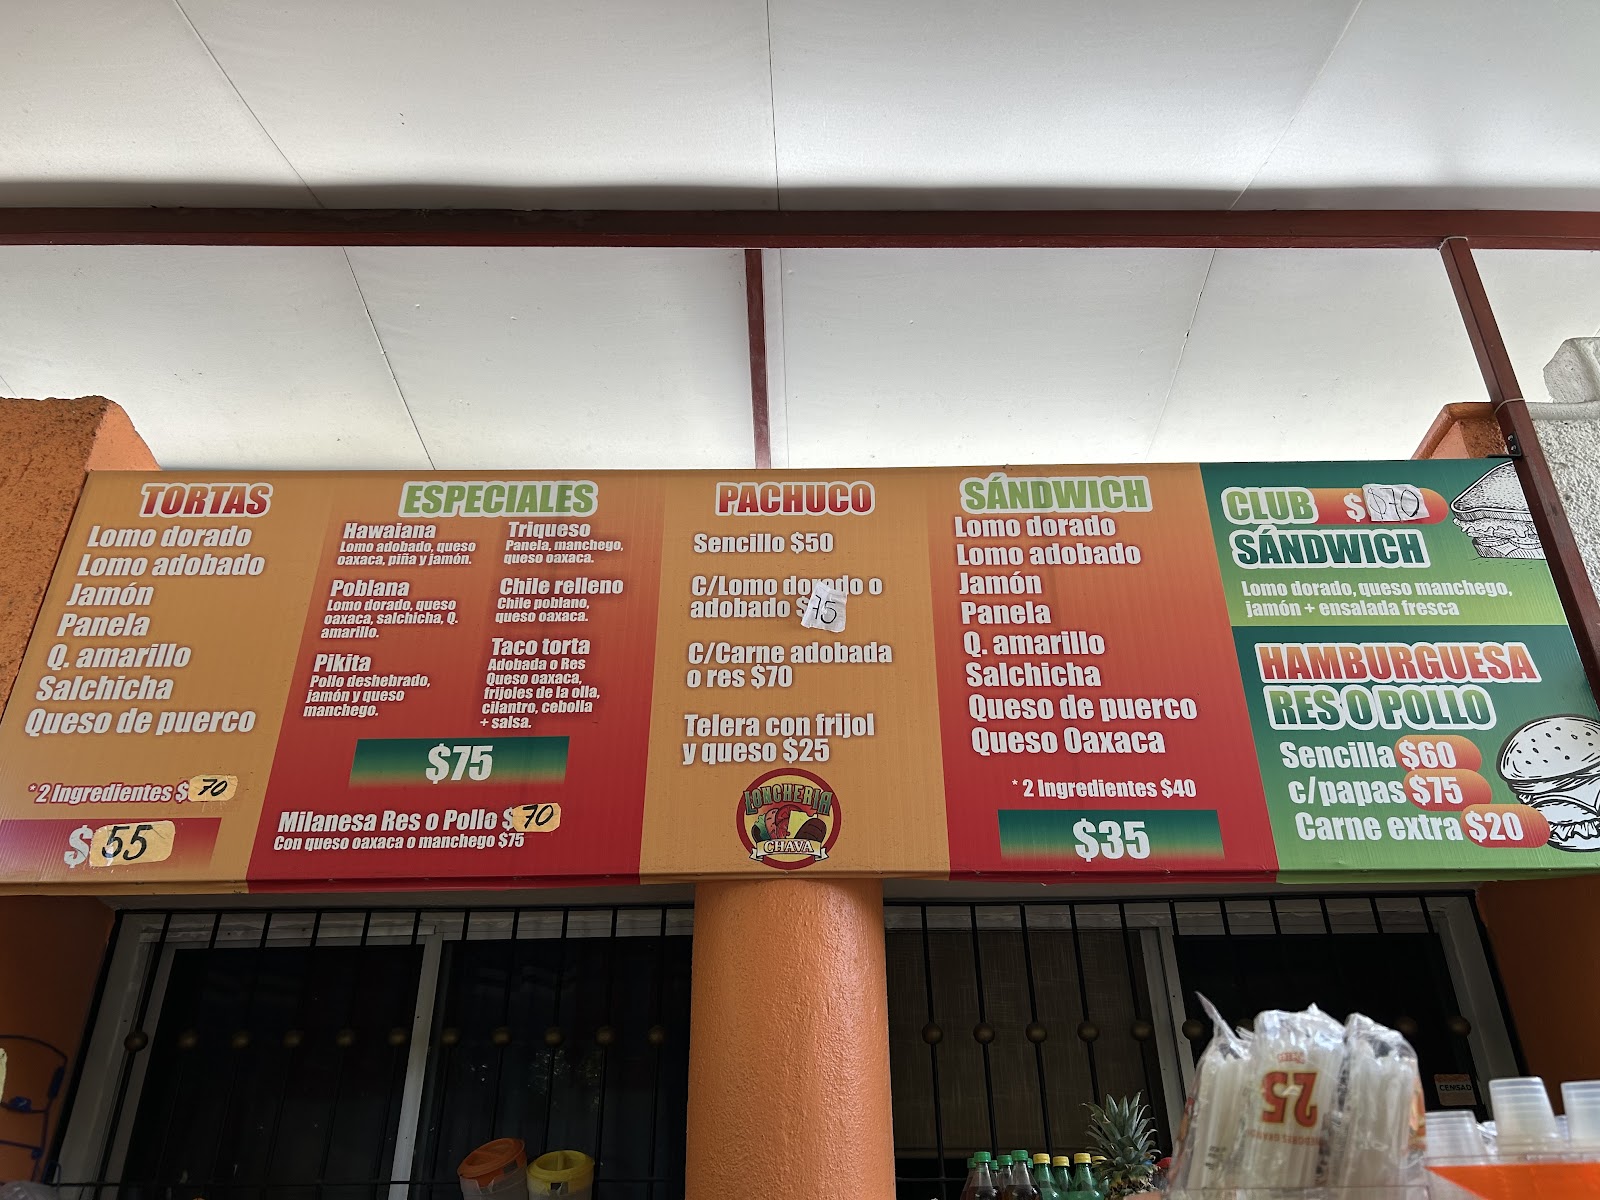 TORTAS
Lomo dorado
Lomo adobado
Jamón
Panela
Q. amarillo
Salchicha
Queso de puerco
*2 Ingredientes $70
$55
ESPECIALES
Hawaiana
Lomo adobado, queso
oaxaca, piña y jamón.
Poblana
Lomo dorado, queso
oaxaca, salchicha, Q.
amarillo.
Pikita
Pollo deshebrado,
jamón y queso
manchego.
Triqueso
Panela, manchego,
queso oaxaca.
Chile relleno
Chile poblano,
queso oaxaca.
Taco torta
Adobada o Res
Queso oaxaca,
frijoles de la olla,
cilantro, cebolla
+ salsa.
$75
Milanesa Res o Pollo $70
Con queso oaxaca o manchego $75
PACHUCO
Sencillo $50
C/Lomo dorado o
adobado $75
C/Carne adobada
o res $70
Telera con frijol
y queso $25
LONCHERIA
CHAVA
SÁNDWICH
Lomo dorado
Lomo adobado
Jamón
Panela
Q. amarillo
Salchicha
Queso de puerco
Queso Oaxaca
* 2 Ingredientes $40
$35
CLUB $70
SÁNDWICH
Lomo dorado, queso manchego,
jamón + ensalada fresca
HAMBURGUESA
RES O POLLO
Sencilla $60
c/papas $75
Carne extra $20
25